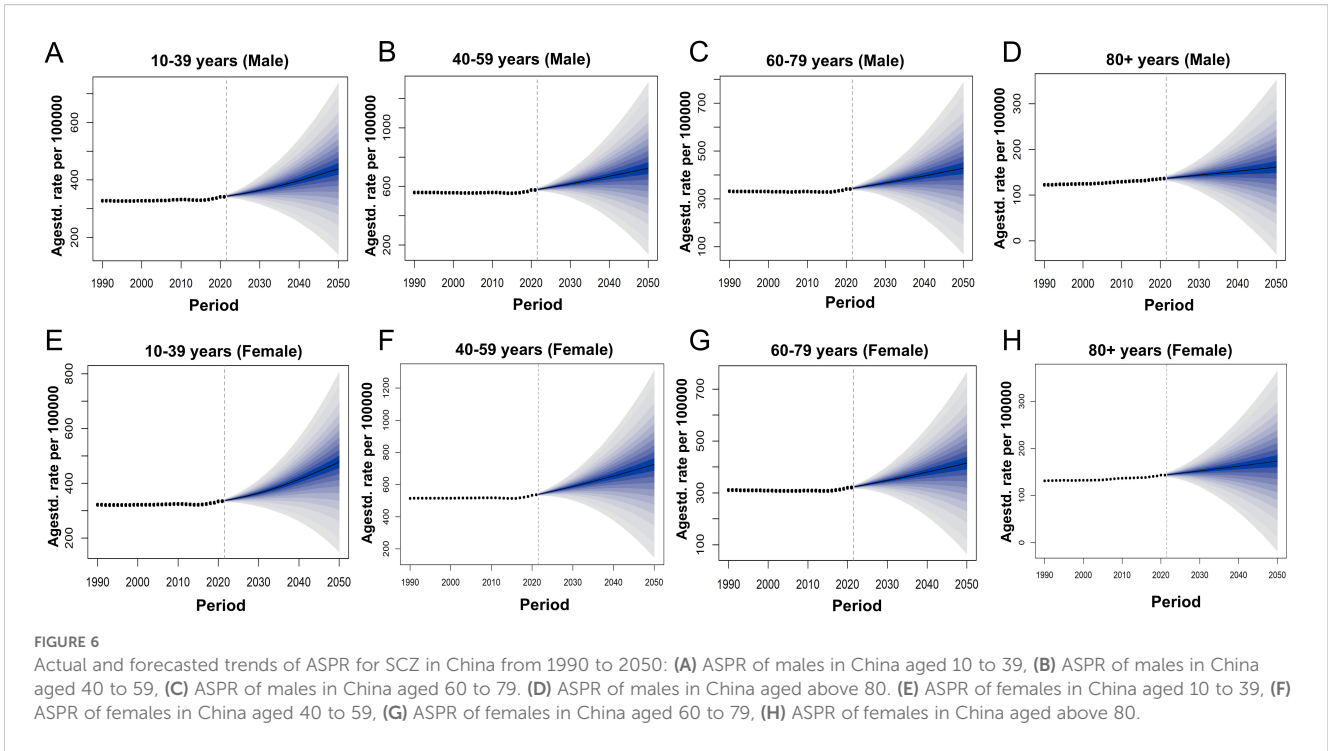 A
10-39 years (Male)
Agestd. rate per 100000
200 400 600
1990 2000 2010 2020 2030 2040 2050
Period
B
40-59 years (Male)
Agestd. rate per 100000
200 600 1000
1990 2000 2010 2020 2030 2040 2050
Period
C
60-79 years (Male)
Agestd. rate per 100000
100 300 500 700
1990 2000 2010 2020 2030 2040 2050
Period
D
80+ years (Male)
Agestd. rate per 100000
0 100 200 300
1990 2000 2010 2020 2030 2040 2050
Period
E
10-39 years (Female)
Agestd. rate per 100000
200 400 600 800
1990 2000 2010 2020 2030 2040 2050
Period
F
40-59 years (Female)
Agestd. rate per 100000
200 400 600 800 1000 1200
1990 2000 2010 2020 2030 2040 2050
Period
G
60-79 years (Female)
Agestd. rate per 100000
100 300 500 700
1990 2000 2010 2020 2030 2040 2050
Period
H
80+ years (Female)
Agestd. rate per 100000
0 100 200 300
1990 2000 2010 2020 2030 2040 2050
Period
FIGURE 6
Actual and forecasted trends of ASPR for SCZ in China from 1990 to 2050: (A) ASPR of males in China aged 10 to 39, (B) ASPR of males in China
aged 40 to 59, (C) ASPR of males in China aged 60 to 79. (D) ASPR of males in China aged above 80. (E) ASPR of females in China aged 10 to 39, (F)
ASPR of females in China aged 40 to 59, (G) ASPR of females in China aged 60 to 79, (H) ASPR of females in China aged above 80.